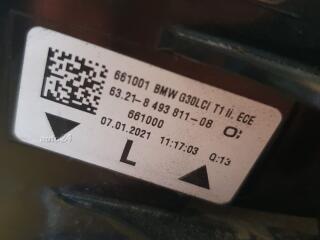 661001 BMW G30LCI T1 li. ECE
63.21-8 493 811-08
661000
07.01.2021 11:17:03 Q:13
L